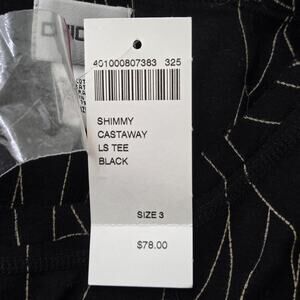 401000807383 325
SHIMMY
CASTAWAY
LS TEE
BLACK
SIZE 3
$78.00